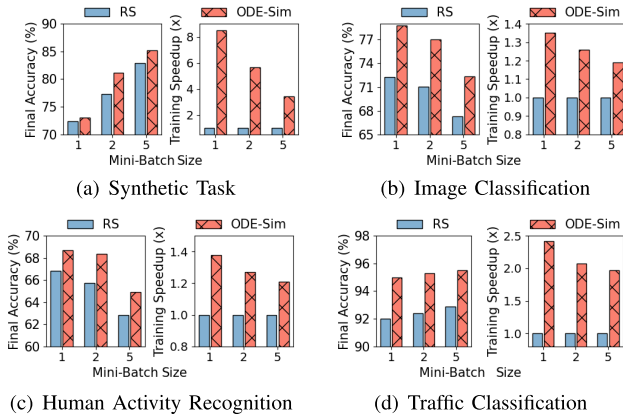 RS ODE-Sim
Final Accuracy (%)
90
85
80
75
70
1 2 5
Training Speedup (x)
8
6
4
2
1 2 5
Mini-Batch Size
(a) Synthetic Task
RS ODE-Sim
Final Accuracy (%)
77
74
71
68
65
1 2 5
Training Speedup (x)
1.4
1.3
1.2
1.1
1.0
0.9
0.8
1 2 5
Mini-Batch Size
(b) Image Classification
RS ODE-Sim
Final Accuracy (%)
70
68
66
64
62
60
1 2 5
Training Speedup (x)
1.4
1.2
1.0
0.8
1 2 5
Mini-Batch Size
(c) Human Activity Recognition
RS ODE-Sim
Final Accuracy (%)
98
96
94
92
90
1 2 5
Training Speedup (x)
2.5
2.0
1.5
1.0
1 2 5
Mini-Batch Size
(d) Traffic Classification